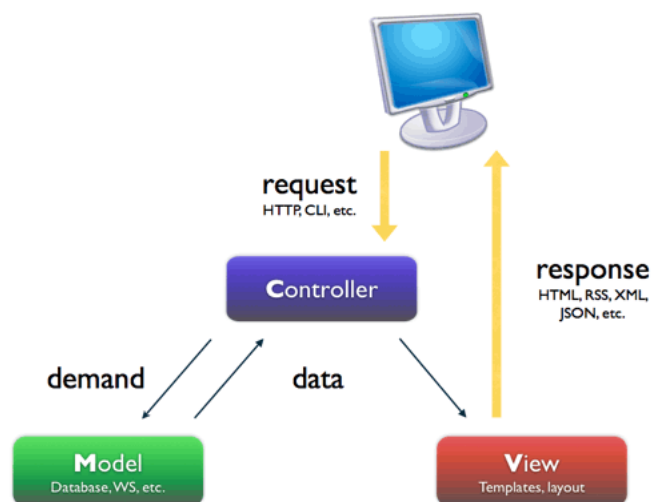 request
HTTP, CLI, etc.
Controller
response
HTML, RSS, XML,
JSON, etc.
demand
data
Model
Database, WS, etc.
View
Templates, layout